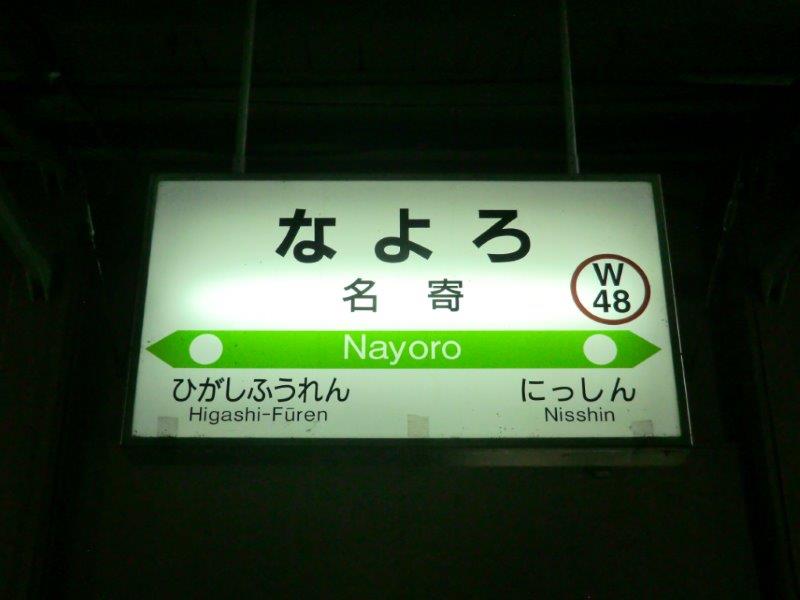 なよろ
名寄
W
48
Nayoro
ひがしふうれん
Higashi-Fūren
にっしん
Nisshin